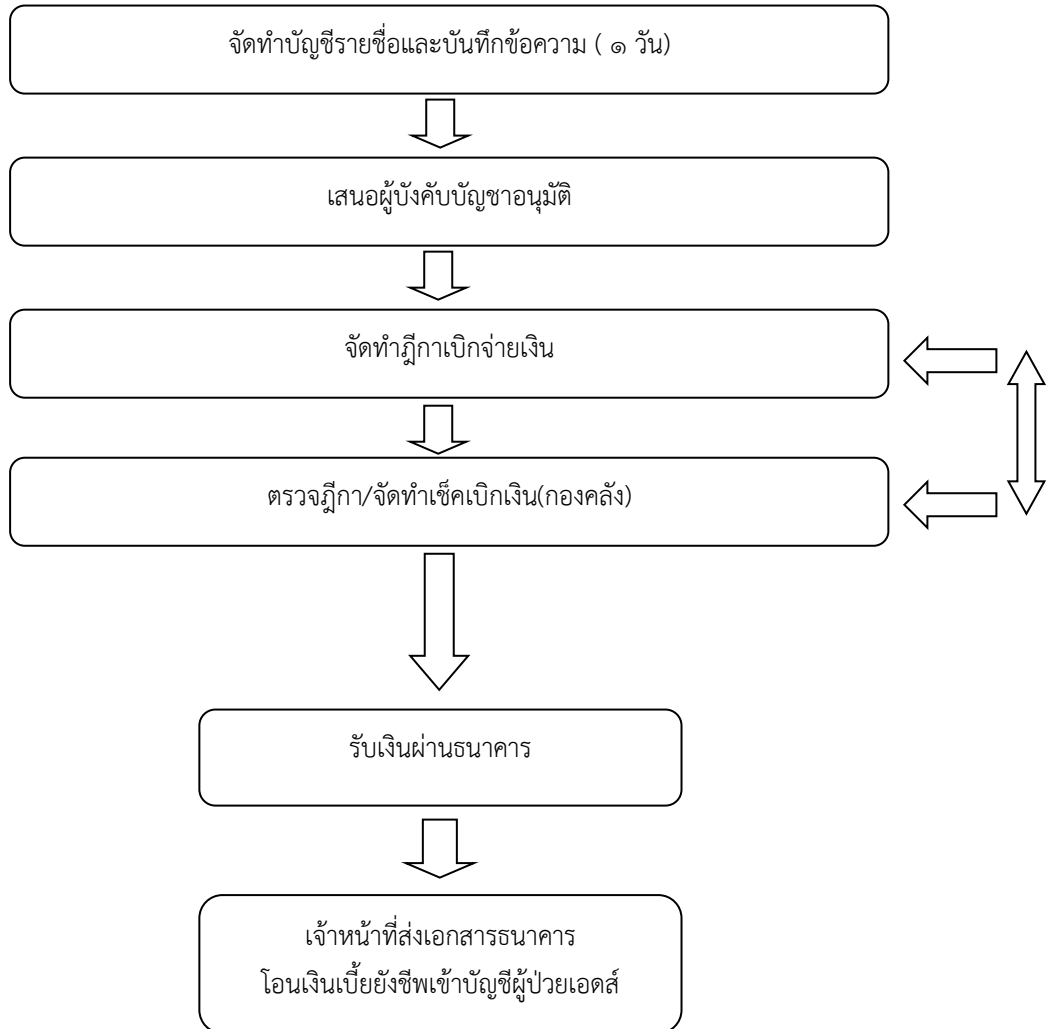 จัดทำบัญชีรายชื่อและบันทึกข้อความ ( ๑ วัน)
เสนอผู้บังคับบัญชาอนุมัติ
จัดทำฎีกาเบิกจ่ายเงิน
ตรวจฎีกา/จัดทำเช็คเบิกเงิน(กองคลัง)
รับเงินผ่านธนาคาร
เจ้าหน้าที่ส่งเอกสารธนาคาร
โอนเงินเบี้ยยังชีพเข้าบัญชีผู้ป่วยเอดส์